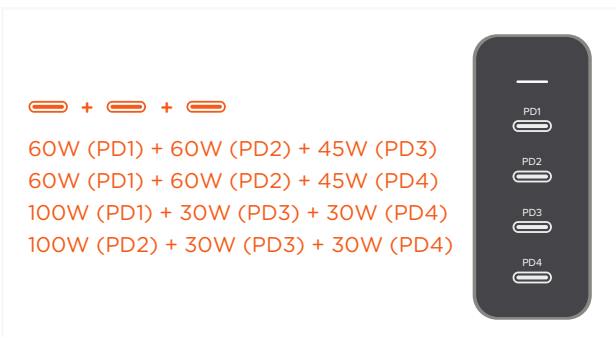 60W (PD1) + 60W (PD2) + 45W (PD3)
60W (PD1) + 60W (PD2) + 45W (PD4)
100W (PD1) + 30W (PD3) + 30W (PD4)
100W (PD2) + 30W (PD3) + 30W (PD4)
PD1
PD2
PD3
PD4